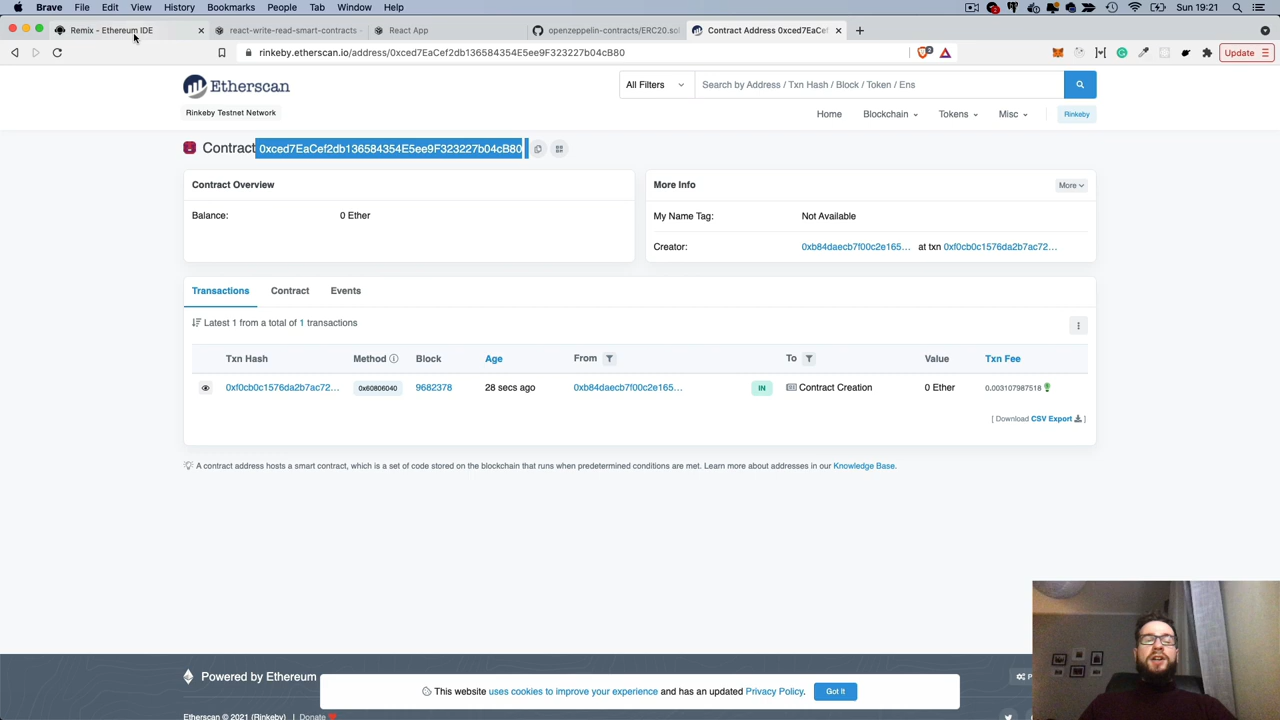 Brave File Edit View History Bookmarks People Tab Window Help Sun 19:21
Remix - Ethereum IDE react-write-read-smart-contracts - React App openzeppelin-contracts/ERC20.sol Contract Address 0xced7EaCef
rinkeby.etherscan.io/address/0xced7EaCef2db136584354E5ee9F323227b04cB80 Update
Etherscan All Filters Search by Address / Txn Hash / Block / Token / Ens
Rinkeby Testnet Network Home Blockchain Tokens Misc Rinkeby
Contract 0xced7EaCef2db136584354E5ee9F323227b04cB80
Contract Overview More Info More
Balance: 0 Ether My Name Tag: Not Available
Creator: 0xb84daecb7f00c2e165... at txn 0xf0cb0c1576da2b7ac72...
Transactions Contract Events
Latest 1 from a total of 1 transactions
Txn Hash Method Block Age From To Value Txn Fee
0xf0cb0c1576da2b7ac72... 0x60806040 9682378 28 secs ago 0xb84daecb7f00c2e165... IN Contract Creation 0 Ether 0.003107987518
[ Download CSV Export ]
A contract address hosts a smart contract, which is a set of code stored on the blockchain that runs when predetermined conditions are met. Learn more about addresses in our Knowledge Base.
Powered by Ethereum
This website uses cookies to improve your experience and has an updated Privacy Policy. Got It
Etherscan © 2021 (Rinkeby) | Donate